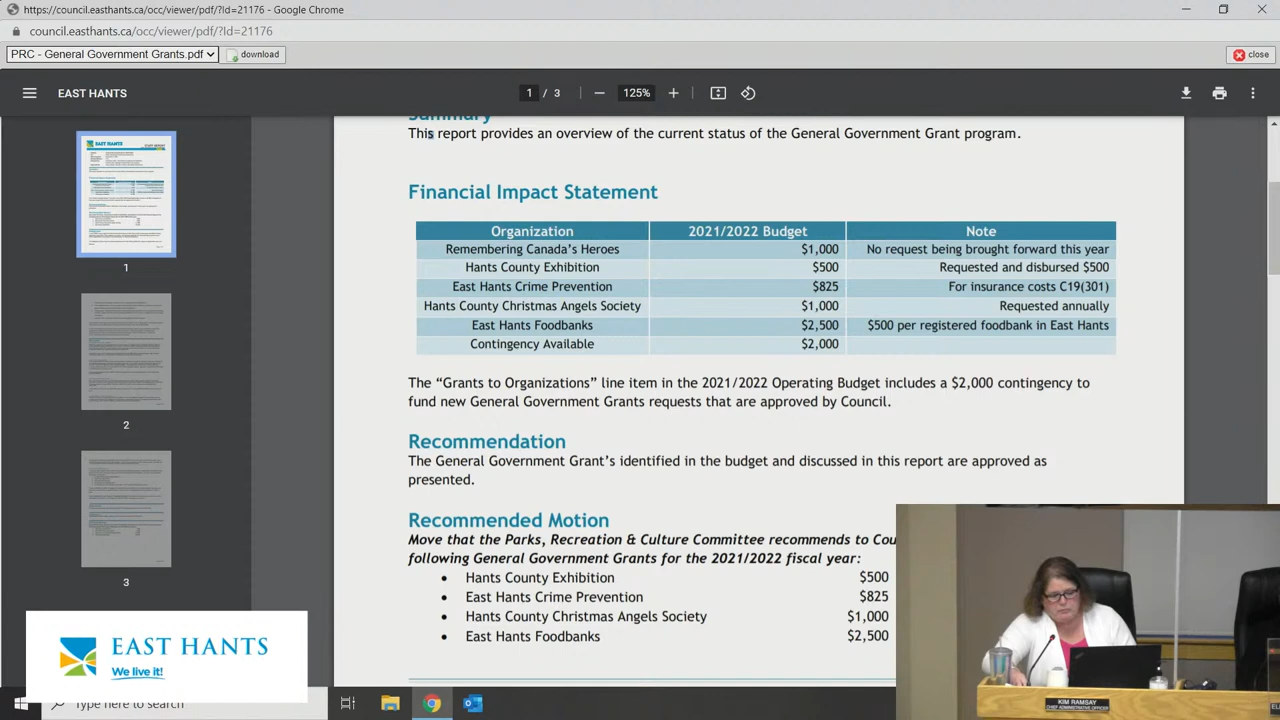 https://council.easthants.ca/occ/viewer/pdf/?Id=21176 - Google Chrome
council.easthants.ca/occ/viewer/pdf/?Id=21176
PRC - General Government Grants.pdf download close
EAST HANTS 1 / 3 125%
Summary
This report provides an overview of the current status of the General Government Grant program.
Financial Impact Statement
Organization 2021/2022 Budget Note
Remembering Canada's Heroes $1,000 No request being brought forward this year
Hants County Exhibition $500 Requested and disbursed $500
East Hants Crime Prevention $825 For insurance costs C19(301)
Hants County Christmas Angels Society $1,000 Requested annually
East Hants Foodbanks $2,500 $500 per registered foodbank in East Hants
Contingency Available $2,000
The “Grants to Organizations” line item in the 2021/2022 Operating Budget includes a $2,000 contingency to
fund new General Government Grants requests that are approved by Council.
Recommendation
The General Government Grant's identified in the budget and discussed in this report are approved as
presented.
Recommended Motion
Move that the Parks, Recreation & Culture Committee recommends to Cou
following General Government Grants for the 2021/2022 fiscal year:
• Hants County Exhibition $500
• East Hants Crime Prevention $825
• Hants County Christmas Angels Society $1,000
• East Hants Foodbanks $2,500
1
2
3
EAST HANTS
We live it!
Type here to search
KIM RAMSAY
CHIEF ADMINISTRATIVE OFFICER